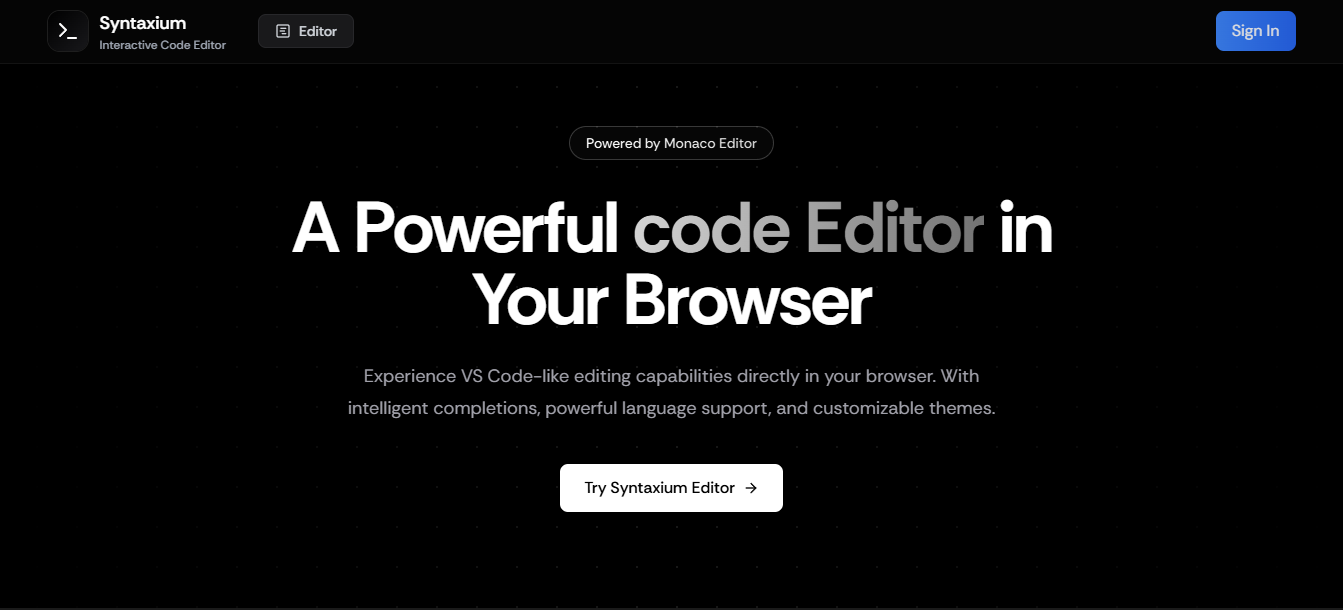 Syntaxium
Interactive Code Editor
Editor
Sign In
Powered by Monaco Editor
A Powerful code Editor in
Your Browser
Experience VS Code-like editing capabilities directly in your browser. With
intelligent completions, powerful language support, and customizable themes.
Try Syntaxium Editor →